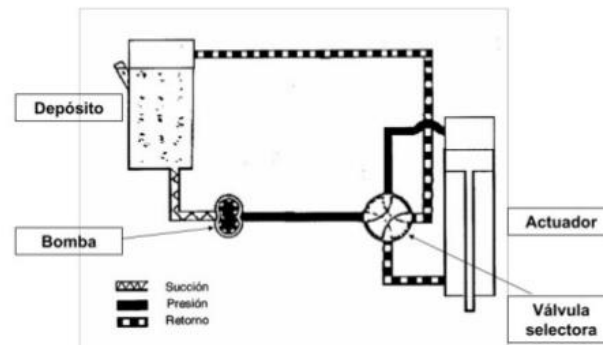 Depósito
Bomba
Succión
Presión
Retorno
Actuador
Válvula
selectora